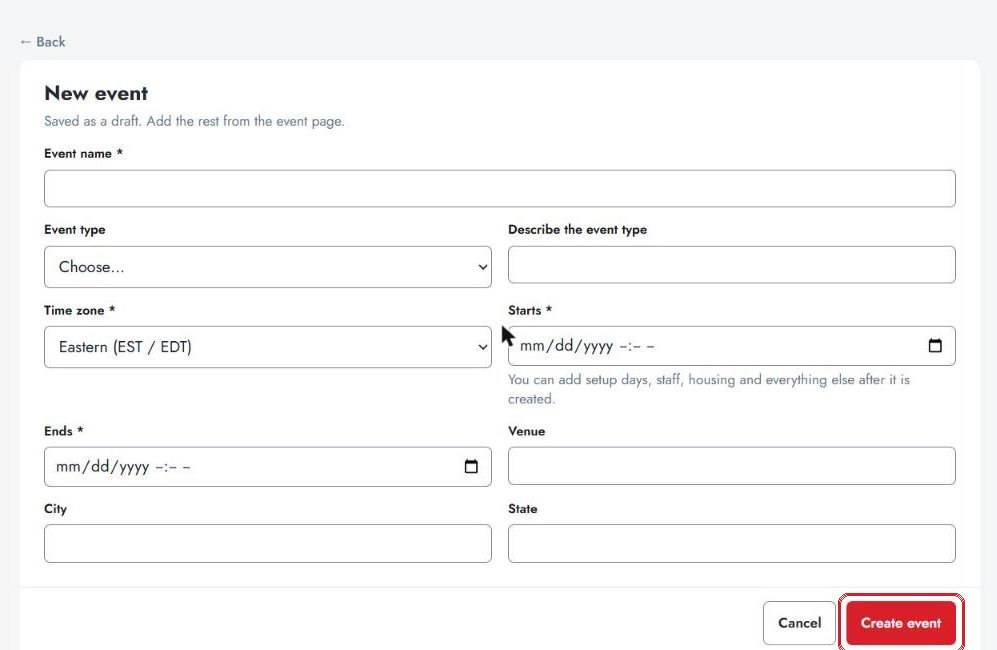 ← Back
New event
Saved as a draft. Add the rest from the event page.
Event name *
Event type
Describe the event type
Choose...
Time zone *
Starts *
Eastern (EST / EDT)
mm/dd/yyyy --:-- --
You can add setup days, staff, housing and everything else after it is
created.
Ends *
Venue
mm/dd/yyyy --:-- --
City
State
Cancel
Create event